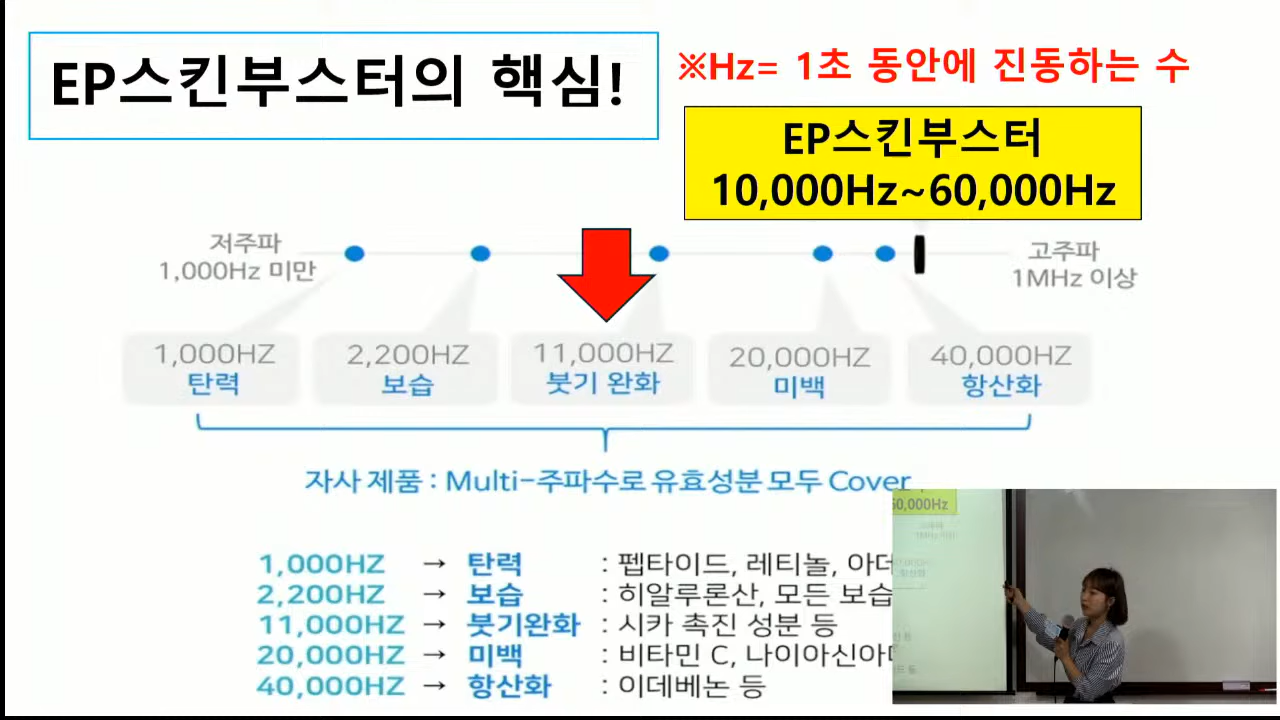 EP스킨부스터의 핵심!
※Hz= 1초 동안에 진동하는 수
EP스킨부스터
10,000Hz~60,000Hz
저주파
1,000Hz 미만
고주파
1MHz 이상
1,000HZ
탄력
2,200HZ
보습
11,000HZ
붓기 완화
20,000HZ
미백
40,000HZ
항산화
자사 제품 : Multi-주파수로 유효성분 모두 Cover
1,000HZ → 탄력 : 펩타이드, 레티놀,
2,200HZ → 보습 : 히알루론산, 모든 보습
11,000HZ → 붓기완화 : 시카 촉진 성분 등
20,000HZ → 미백 : 비타민 C,
40,000HZ → 항산화 : 이데베논 등
60,000Hz